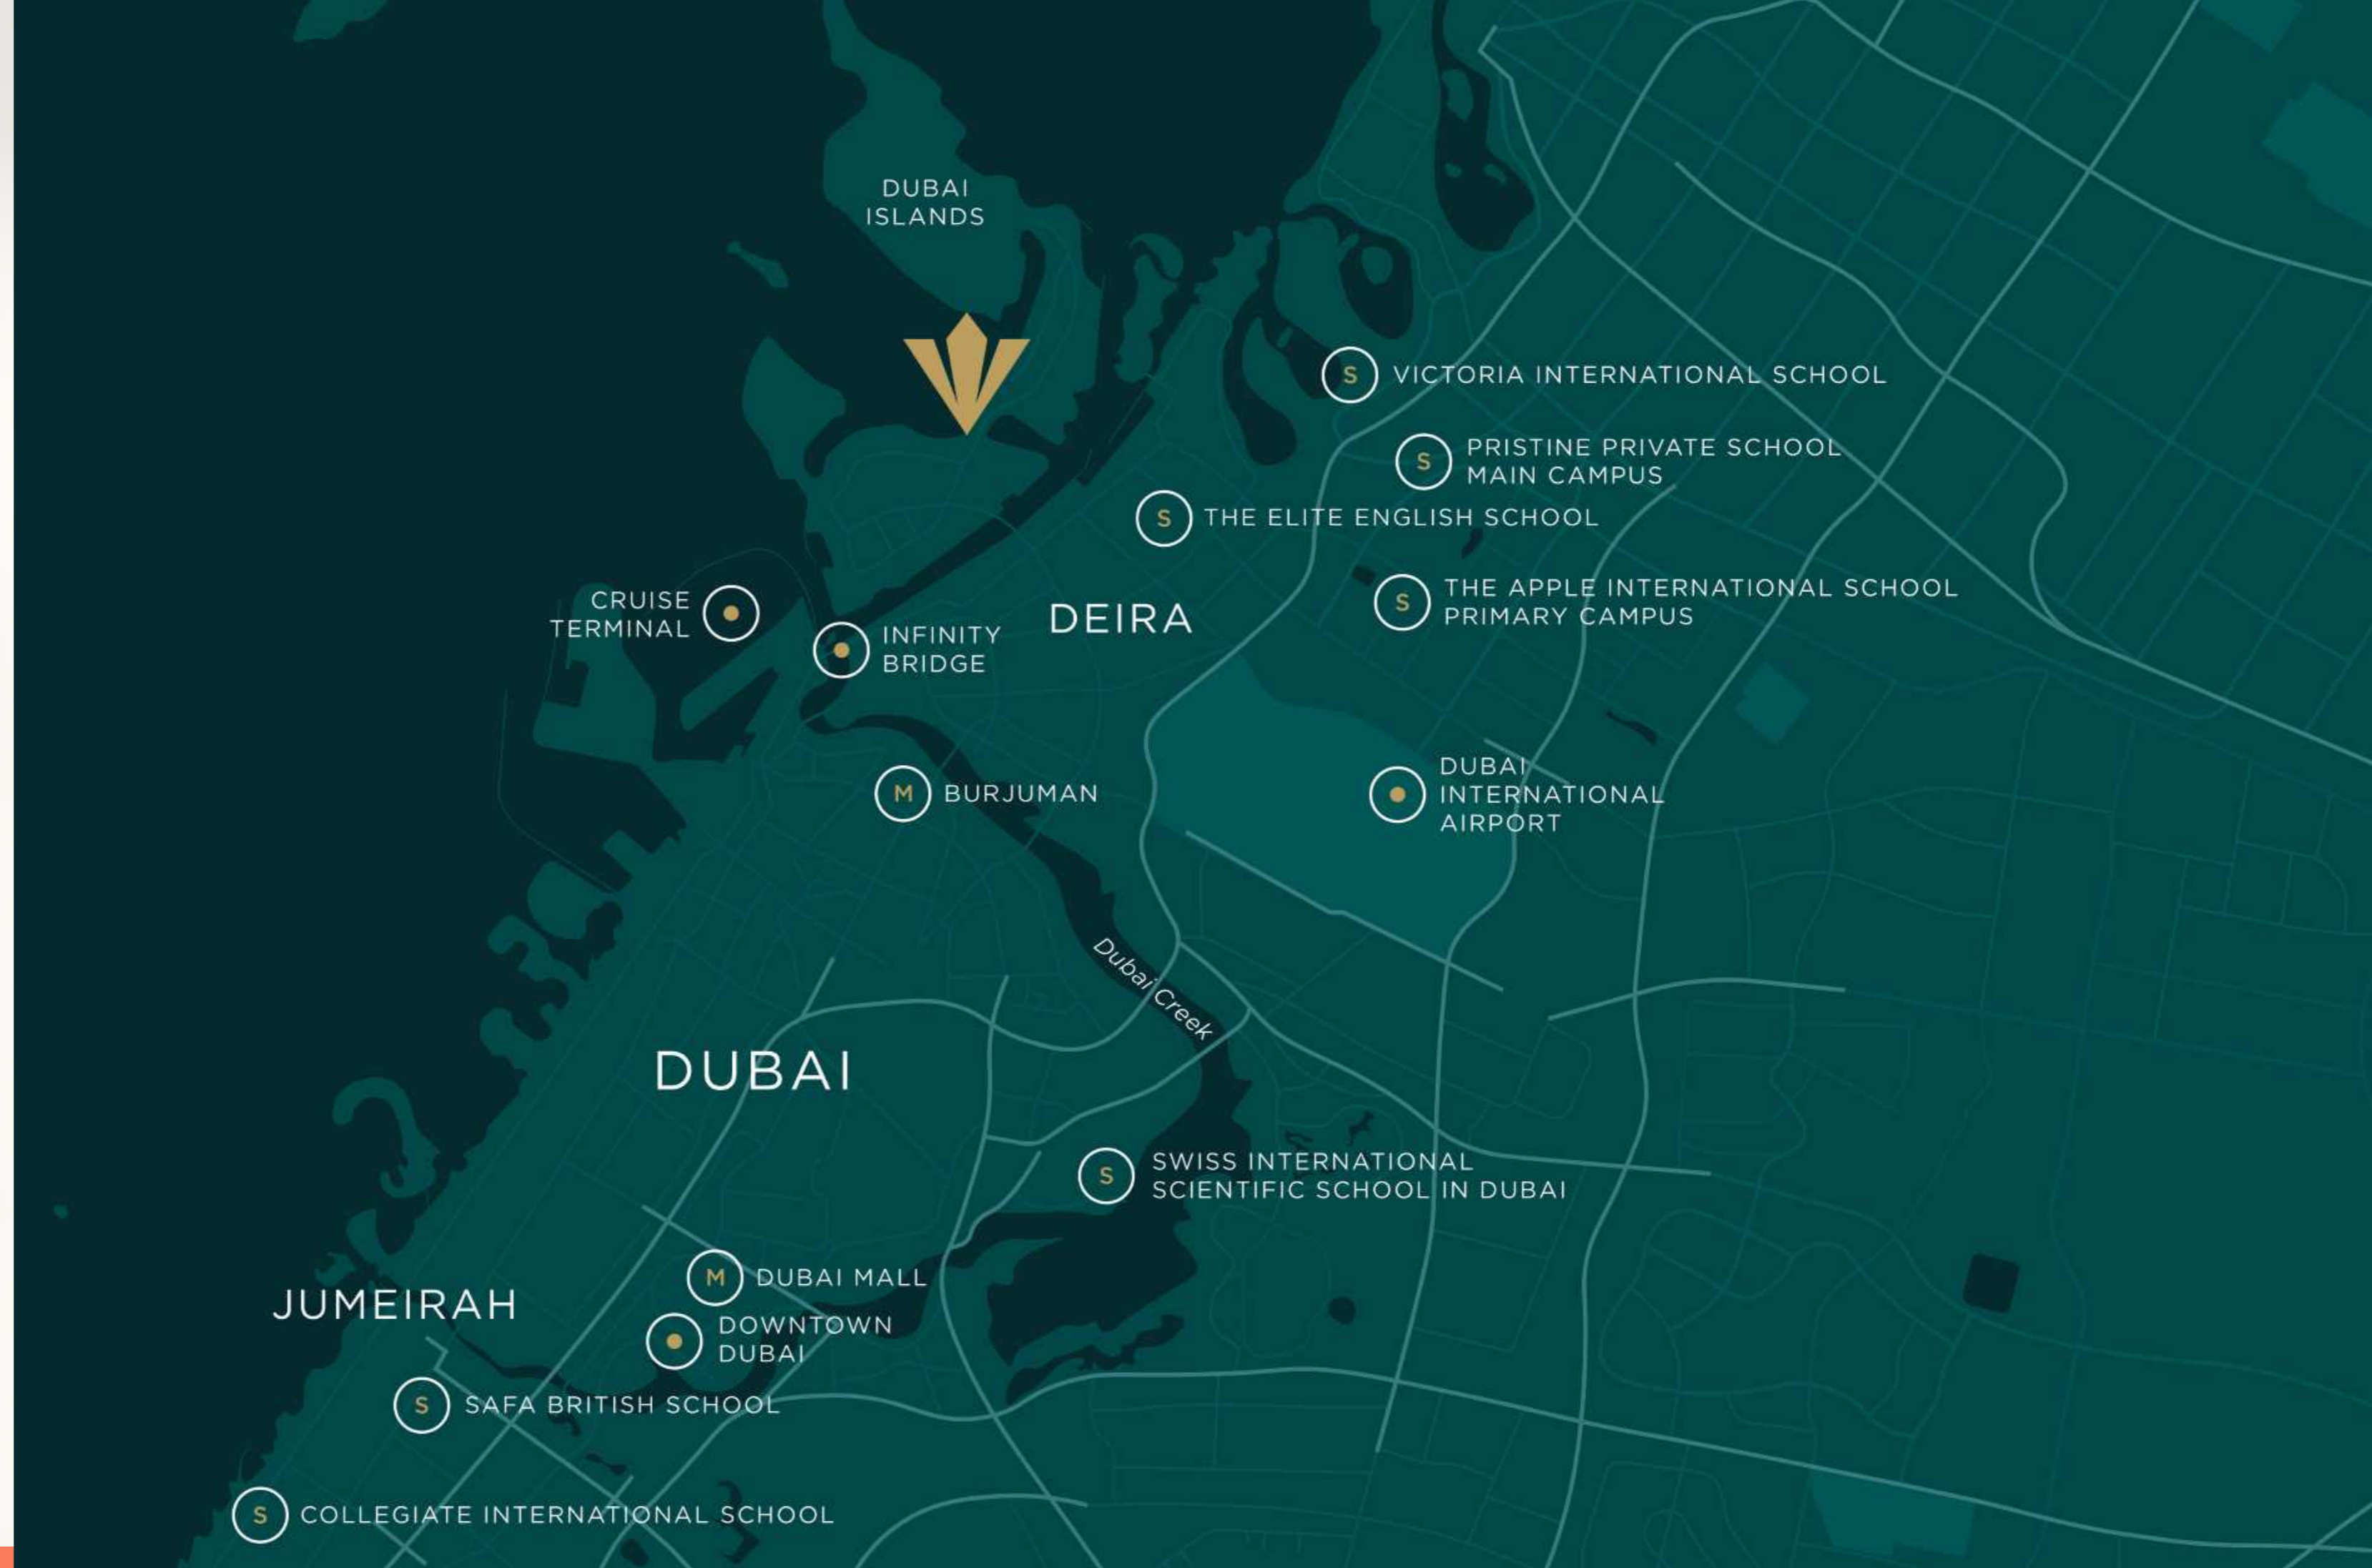 DUBAI
ISLANDS
S
VICTORIA INTERNATIONAL SCHOOL
S
PRISTINE PRIVATE SCHOOL
MAIN CAMPUS
S
THE ELITE ENGLISH SCHOOL
S
THE APPLE INTERNATIONAL SCHOOL
PRIMARY CAMPUS
CRUISE
TERMINAL
INFINITY
BRIDGE
DEIRA
M
BURJUMAN
DUBAI
INTERNATIONAL
AIRPORT
Dubai Creek
DUBAI
S
SWISS INTERNATIONAL
SCIENTIFIC SCHOOL IN DUBAI
M
DUBAI MALL
JUMEIRAH
DOWNTOWN
DUBAI
S
SAFA BRITISH SCHOOL
S
COLLEGIATE INTERNATIONAL SCHOOL